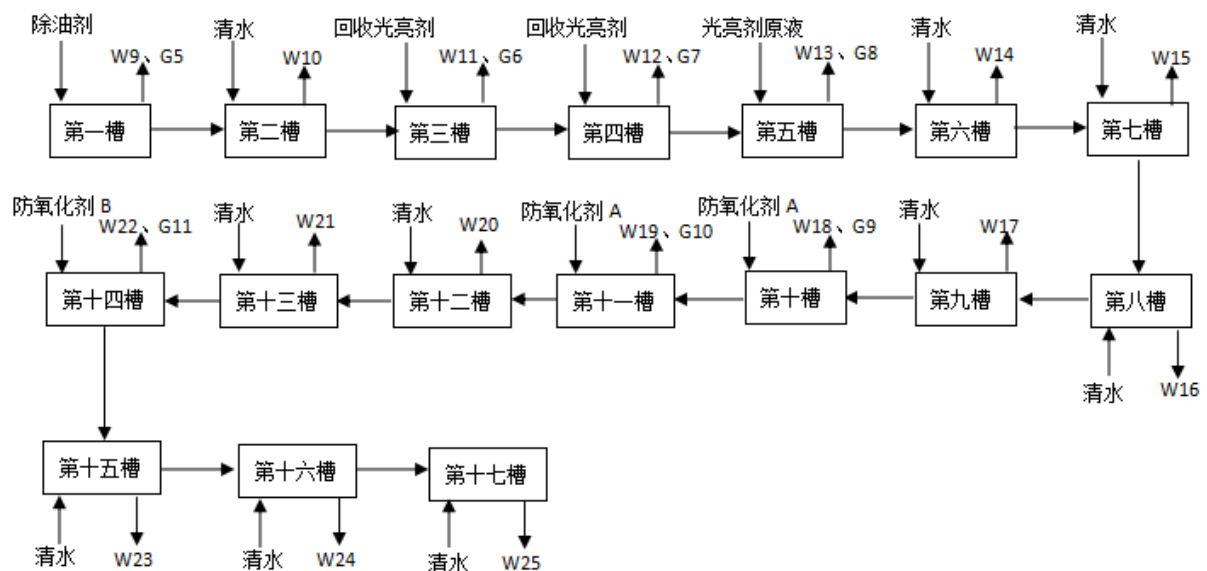 除油剂
清水
回收光亮剂
回收光亮剂
光亮剂原液
清水
清水
W9、G5
W10
W11、G6
W12、G7
W13、G8
W14
W15
第一槽
第二槽
第三槽
第四槽
第五槽
第六槽
第七槽
防氧化剂 B
清水
清水
防氧化剂 A
防氧化剂 A
清水
W22、G11
W21
W20
W19、G10
W18、G9
W17
第十四槽
第十三槽
第十二槽
第十一槽
第十槽
第九槽
第八槽
清水
W16
第十五槽
第十六槽
第十七槽
清水
W23
清水
W24
清水
W25